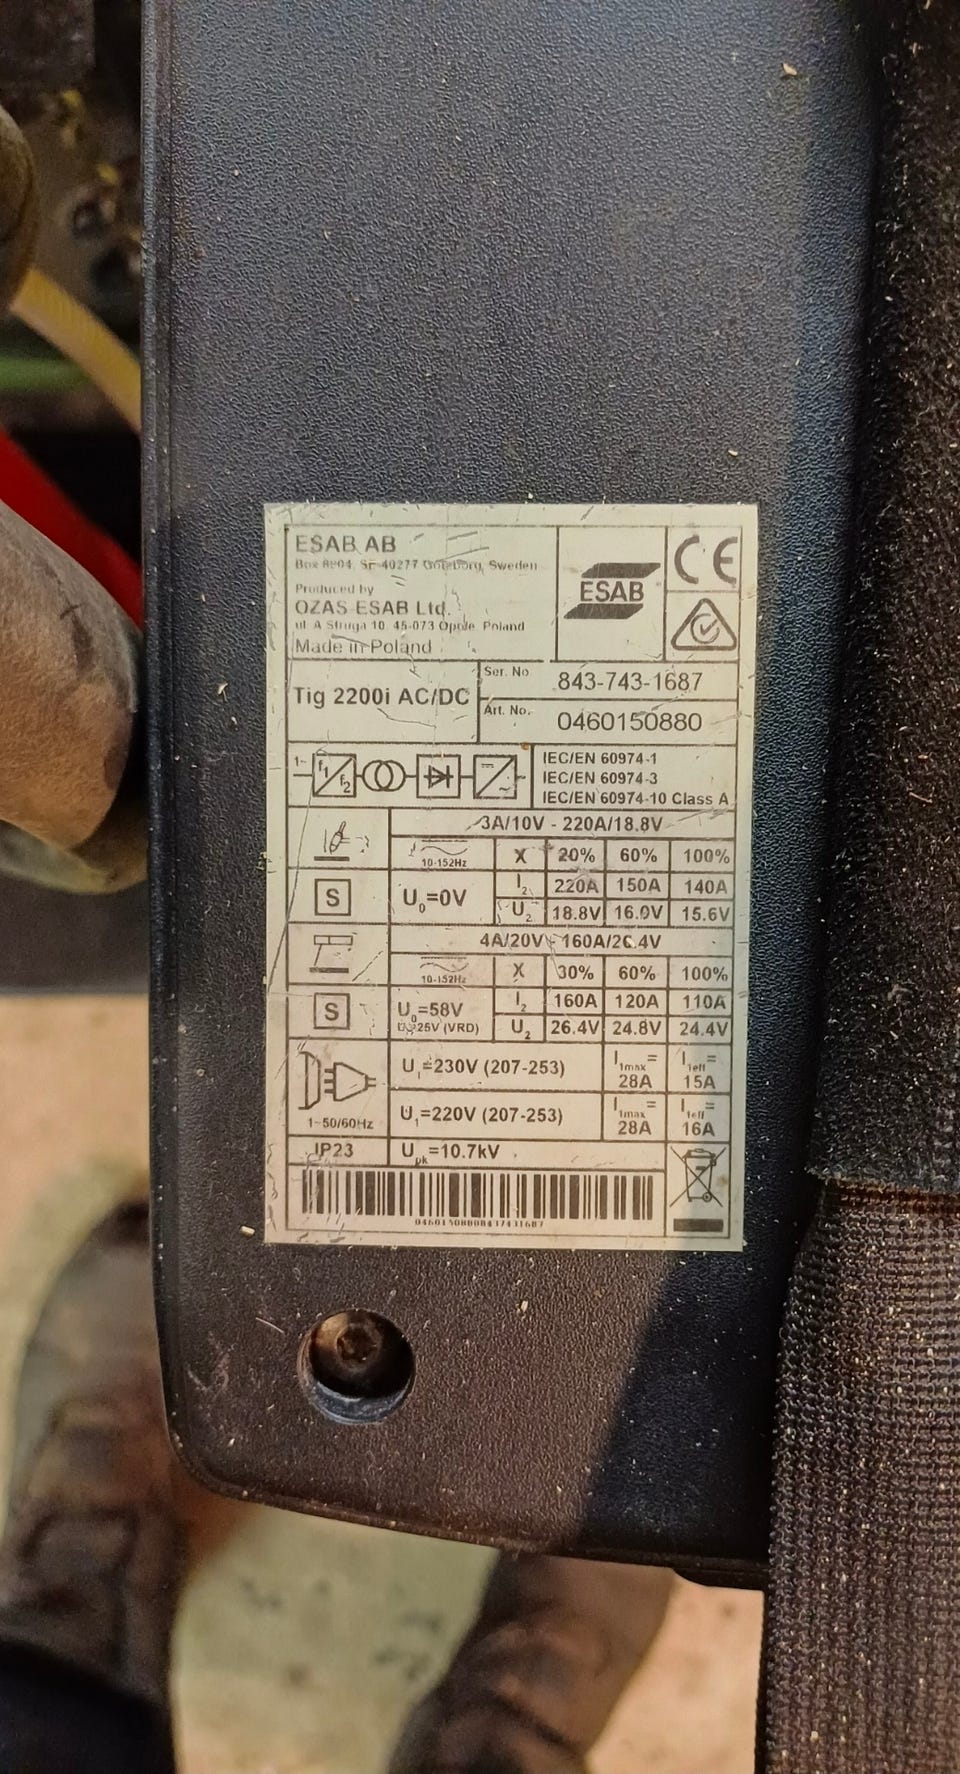 ESAB AB
Box 8004, SE-40277 Göteborg, Sweden
Produced by
OZAS-ESAB Ltd.
ul. A Struga 10, 45-073 Opole, Poland
Made in Poland
ESAB
CE
Tig 2200i AC/DC
Ser. No. 843-743-1687
Art. No. 0460150880
1~ f1 f2
IEC/EN 60974-1
IEC/EN 60974-3
IEC/EN 60974-10 Class A
3A/10V - 220A/18.8V
10-152Hz X 20% 60% 100%
S U0=0V I2 220A 150A 140A
U2 18.8V 16.0V 15.6V
4A/20V - 160A/26.4V
10-152Hz X 30% 60% 100%
S U0=58V I2 160A 120A 110A
U0=25V (VRD) U2 26.4V 24.8V 24.4V
U1=230V (207-253) I1max=28A I1eff=15A
1~50/60Hz U1=220V (207-253) I1max=28A I1eff=16A
IP23 Upk=10.7kV
04601508808437431687